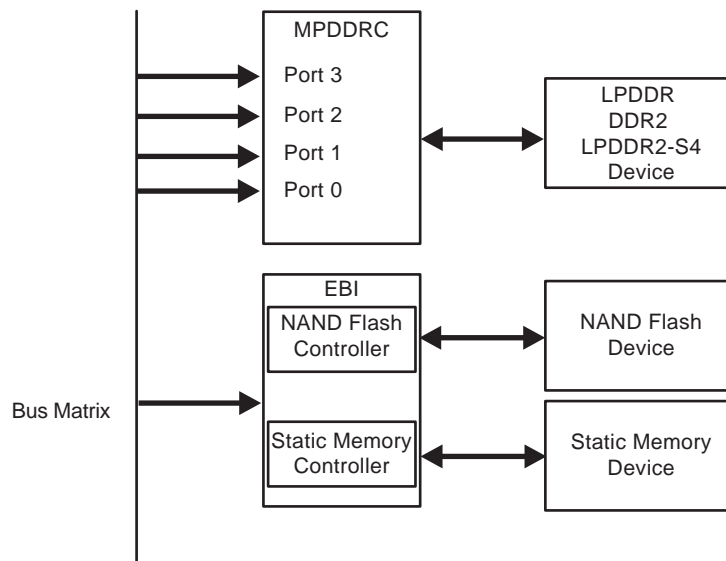 MPDDRC
Port 3
Port 2
Port 1
Port 0
LPDDR
DDR2
LPDDR2-S4
Device
EBI
NAND Flash
Controller
NAND Flash
Device
Bus Matrix
Static Memory
Controller
Static Memory
Device